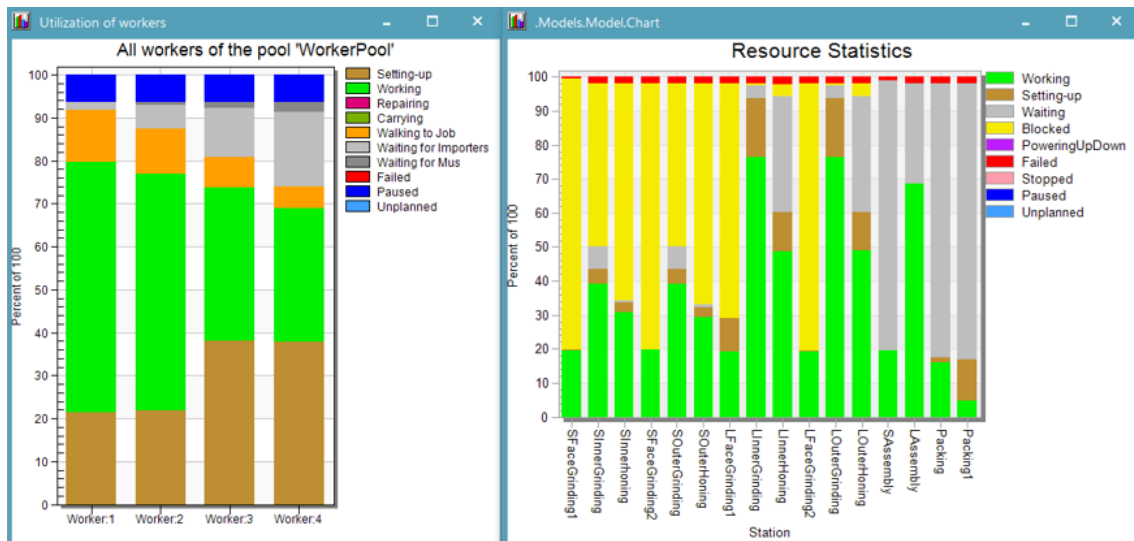 Utilization of workers
All workers of the pool 'WorkerPool'
Percent of 100
100
90
80
70
60
50
40
30
20
10
0
Worker:1
Worker:2
Worker:3
Worker:4
Setting-up
Working
Repairing
Carrying
Walking to Job
Waiting for Importers
Waiting for Mus
Failed
Paused
Unplanned
.Models.Model.Chart
Resource Statistics
Percent of 100
100
90
80
70
60
50
40
30
20
10
0
SFaceGrinding1
SInnerGrinding
SInnerhoning
SFaceGrinding2
SOuterGrinding
SOuterHoning
LFaceGrinding1
LInnerGrinding
LInnerHoning
LFaceGrinding2
LOuterGrinding
LOuterHoning
SAssembly
LAssembly
Packing
Packing1
Station
Working
Setting-up
Waiting
Blocked
PoweringUpDown
Failed
Stopped
Paused
Unplanned